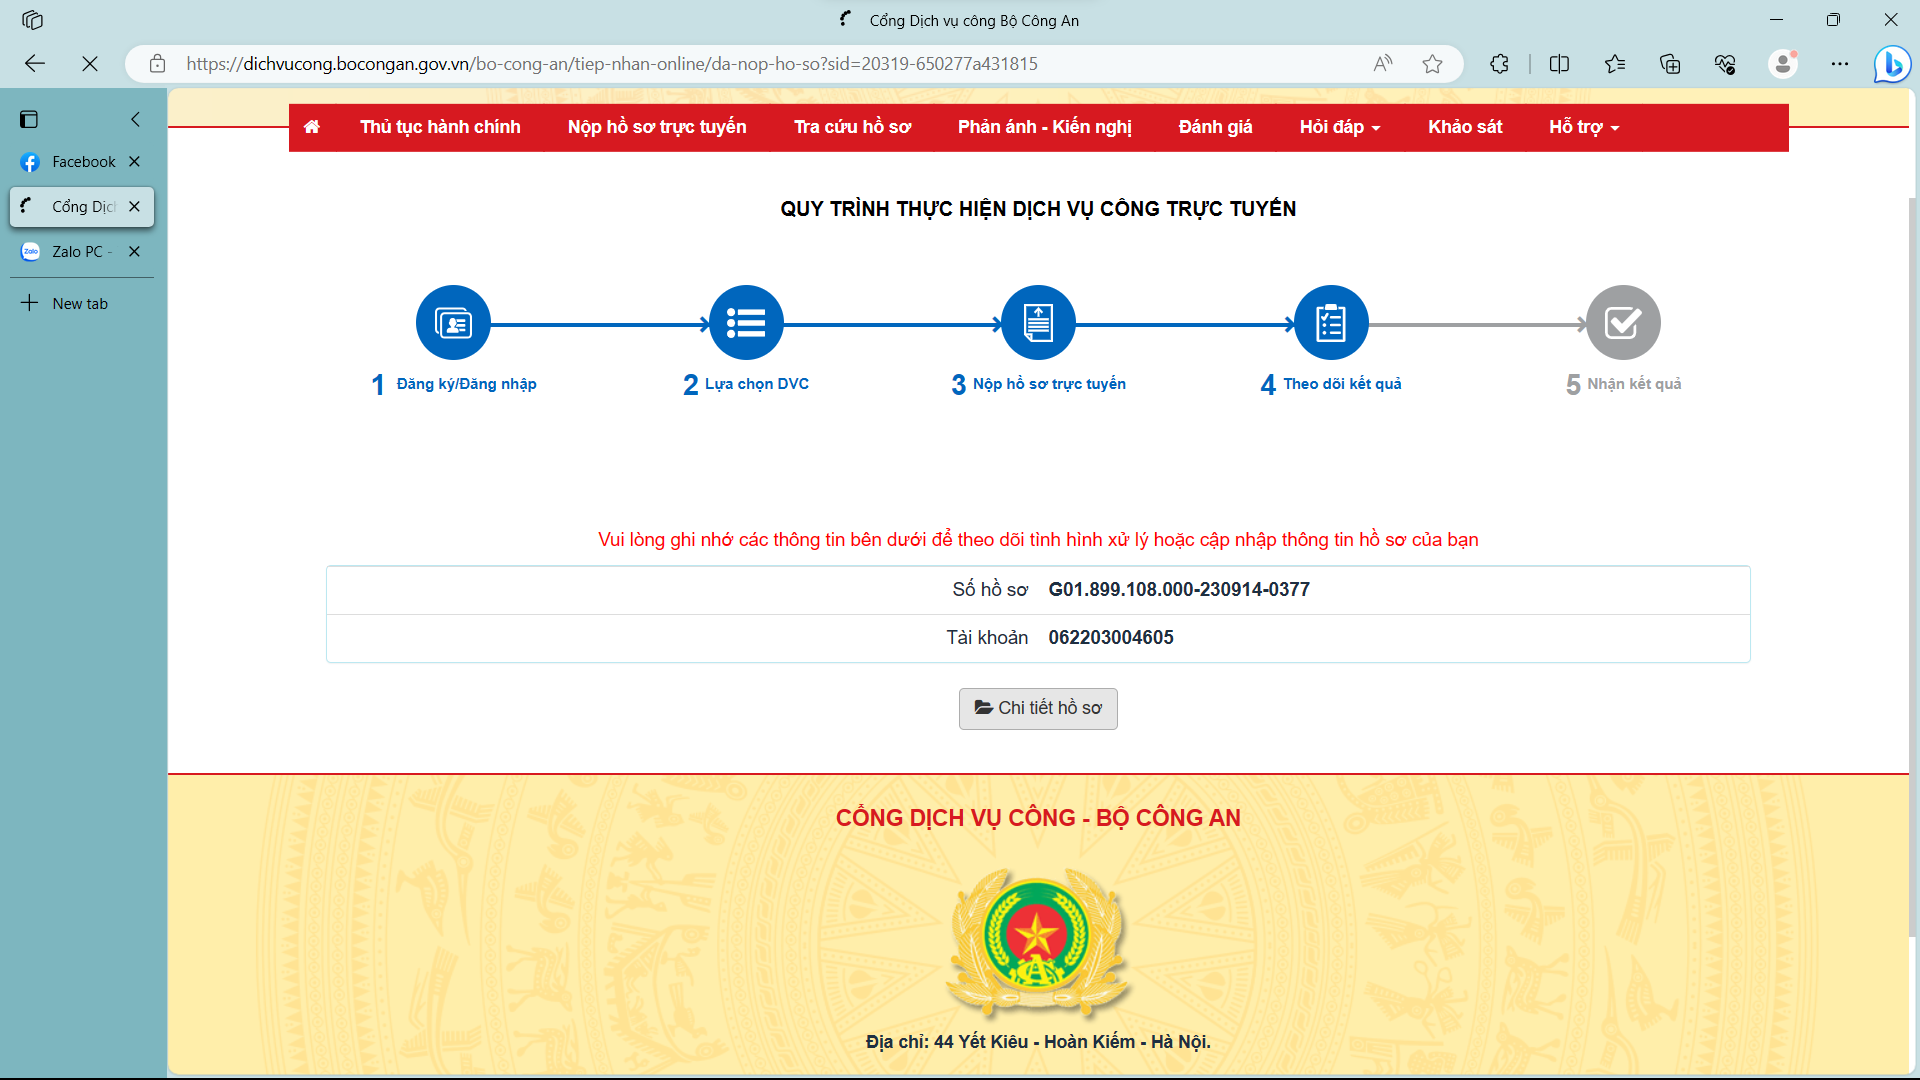 Cổng Dịch vụ công Bộ Công An
https://dichvucong.bocongan.gov.vn/bo-cong-an/tiep-nhan-online/da-nop-ho-so?sid=20319-650277a431815
Facebook
Cổng Dịch
Zalo PC -
New tab
Thủ tục hành chính Nộp hồ sơ trực tuyến Tra cứu hồ sơ Phản ánh - Kiến nghị Đánh giá Hỏi đáp Khảo sát Hỗ trợ
QUY TRÌNH THỰC HIỆN DỊCH VỤ CÔNG TRỰC TUYẾN
1 Đăng ký/Đăng nhập
2 Lựa chọn DVC
3 Nộp hồ sơ trực tuyến
4 Theo dõi kết quả
5 Nhận kết quả
Vui lòng ghi nhớ các thông tin bên dưới để theo dõi tình hình xử lý hoặc cập nhập thông tin hồ sơ của bạn
Số hồ sơ G01.899.108.000-230914-0377
Tài khoản 062203004605
Chi tiết hồ sơ
CỔNG DỊCH VỤ CÔNG - BỘ CÔNG AN
Địa chỉ: 44 Yết Kiêu - Hoàn Kiếm - Hà Nội.